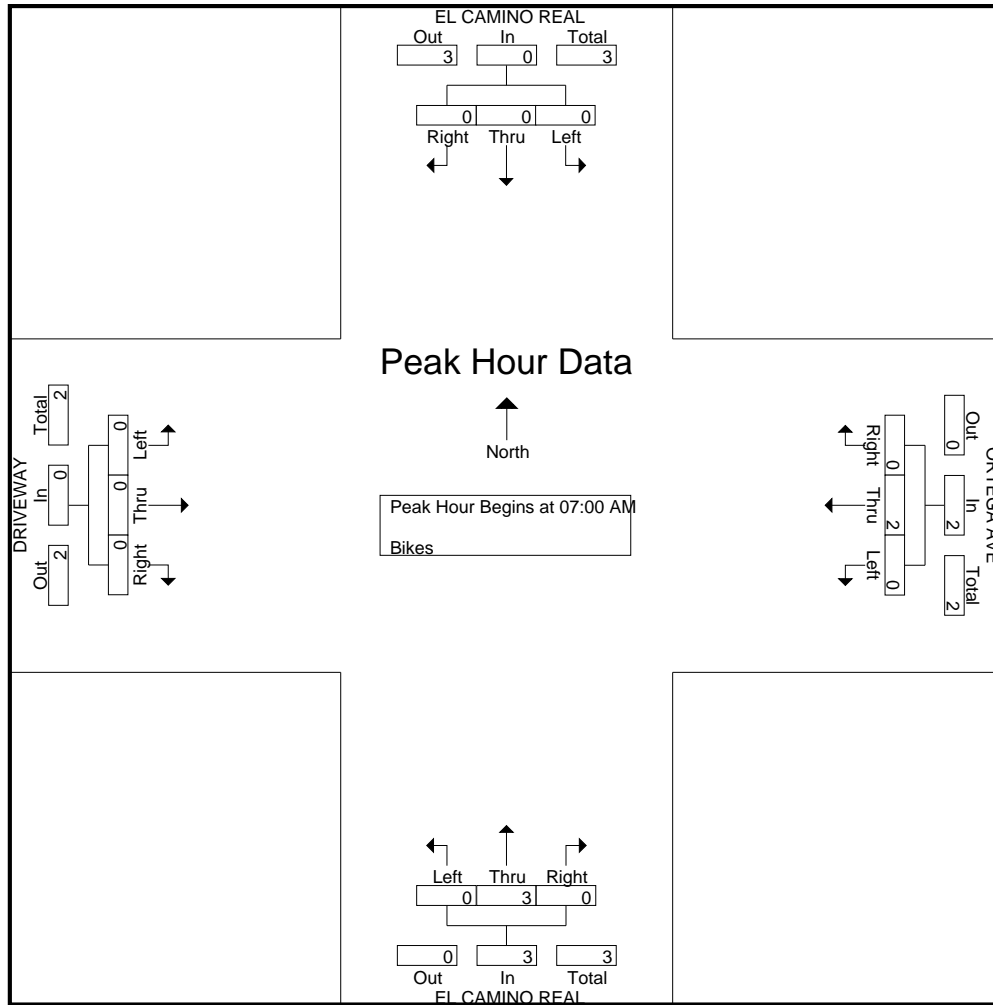 EL CAMINO REAL
Out In Total
3 0 3
0 0 0
Right Thru Left
Peak Hour Data
North
Peak Hour Begins at 07:00 AM
Bikes
DRIVEWAY
Out In Total
2 0 2
0 0 0
Right Thru Left
ORTEGA AVE
Out In Total
0 2 2
0 2 0
Right Thru Left
Left Thru Right
0 3 0
0 3 3
Out In Total
EL CAMINO REAL